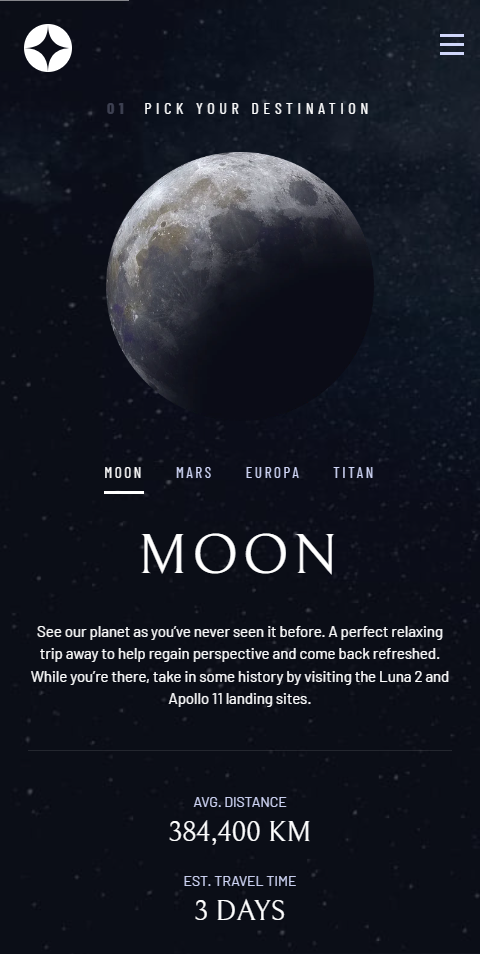 01 PICK YOUR DESTINATION
MOON MARS EUROPA TITAN
MOON
See our planet as you’ve never seen it before. A perfect relaxing
trip away to help regain perspective and come back refreshed.
While you’re there, take in some history by visiting the Luna 2 and
Apollo 11 landing sites.
AVG. DISTANCE
384,400 KM
EST. TRAVEL TIME
3 DAYS